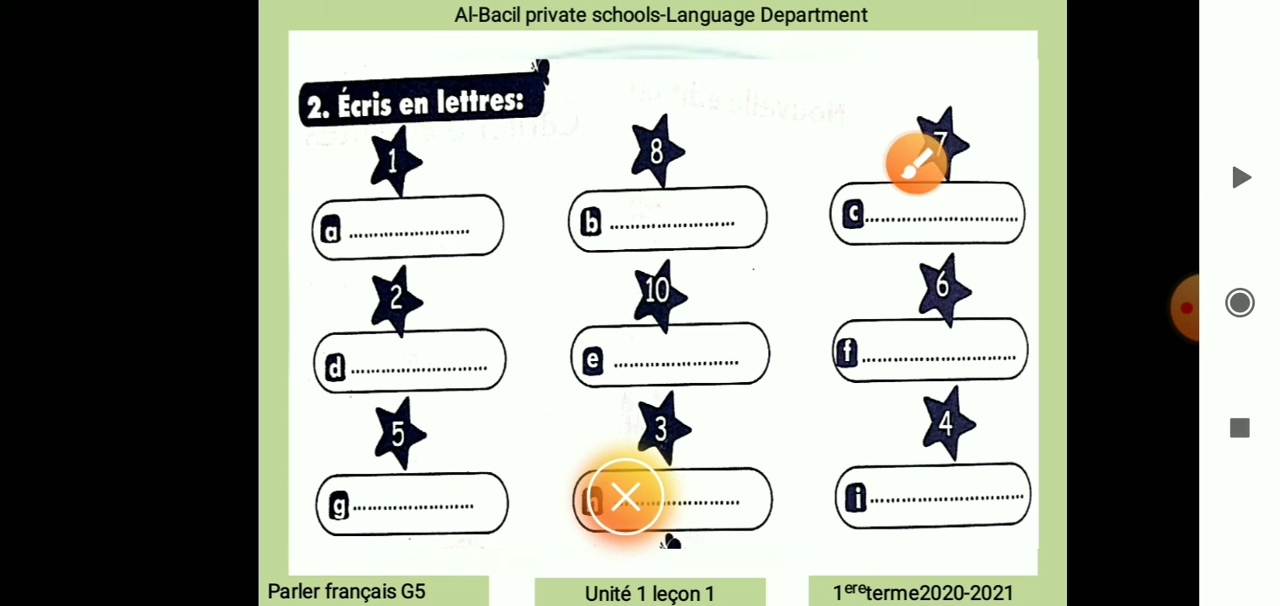 Al-Bacil private schools-Language Department
2. Écris en lettres:
1 8 7
a ........................ b ........................ c ........................
2 10 6
d ........................ e ........................ f ........................
5 3 4
g ........................ h ........................ i ........................
Parler français G5 Unité 1 leçon 1 1ereterme2020-2021